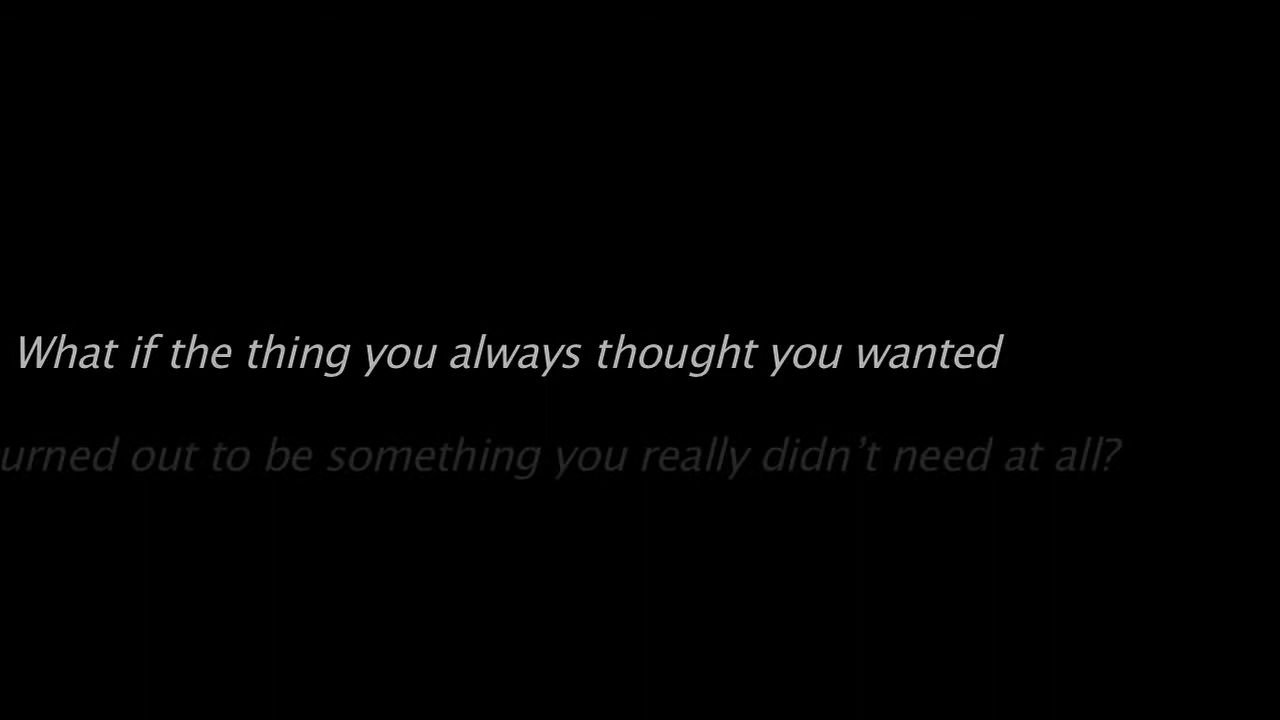 What if the thing you always thought you wanted
urned out to be something you really didn’t need at all?